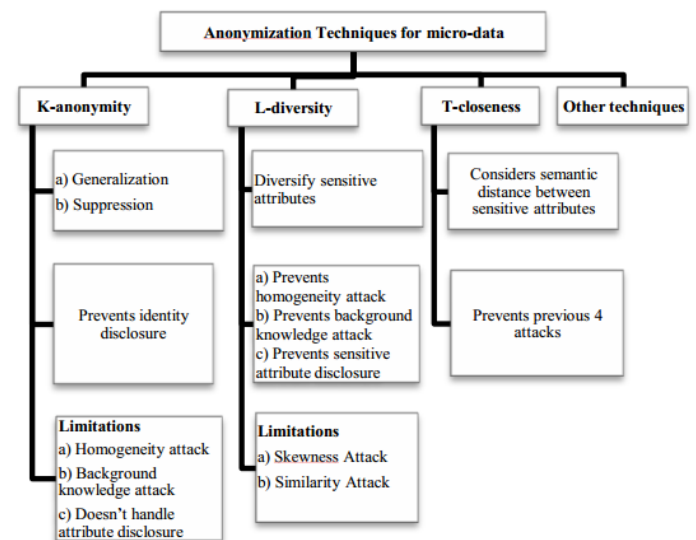 Anonymization Techniques for micro-data
K-anonymity
L-diversity
T-closeness
Other techniques
a) Generalization
b) Suppression
Prevents identity
disclosure
Limitations
a) Homogeneity attack
b) Background
knowledge attack
c) Doesn't handle
attribute disclosure
Diversify sensitive
attributes
a) Prevents
homogeneity attack
b) Prevents background
knowledge attack
c) Prevents sensitive
attribute disclosure
Limitations
a) Skewness Attack
b) Similarity Attack
Considers semantic
distance between
sensitive attributes
Prevents previous 4
attacks